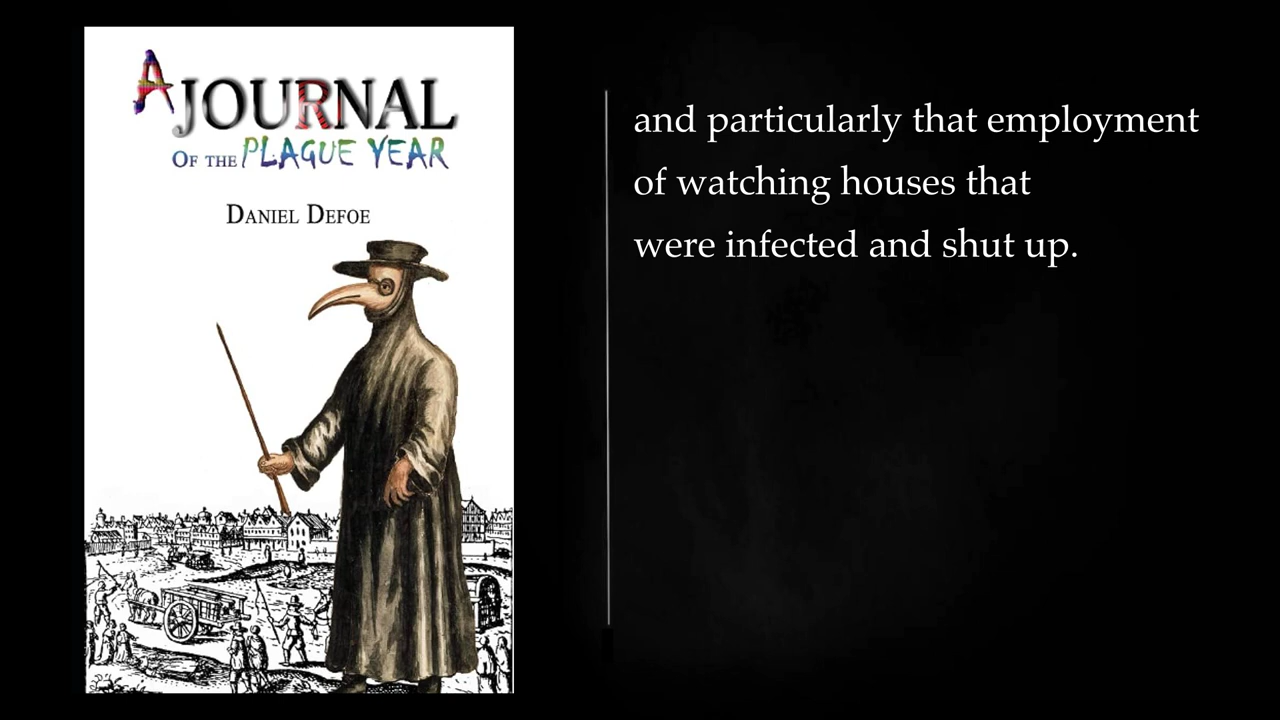 A JOURNAL
OF THE PLAGUE YEAR
DANIEL DEFOE
and particularly that employment
of watching houses that
were infected and shut up.